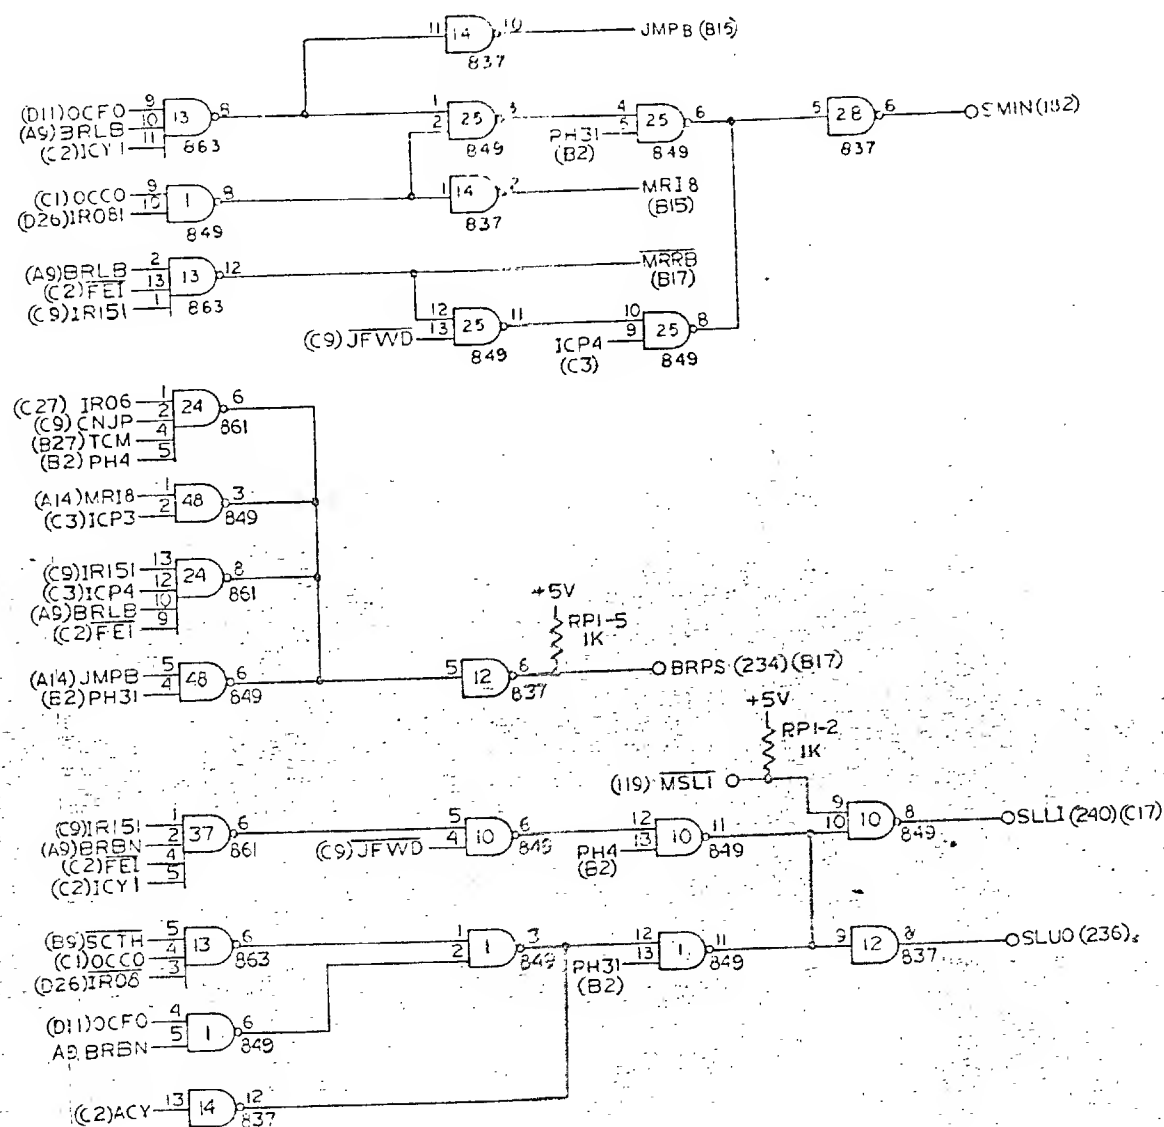 11 14 10 JMPB (B15)
837
(D11) OCFO 9
(A9) BRLB 10 13 8
(C2) ICY1 11
863
1
2 25 3
849
4
PH31 5 25 6
(B2) 849
5 28 6 SMIN (182)
837
(C1) OCCO 9
(D26) IRO81 10 1 8
849
1 14 2 MRI8
837 (B15)
(A9) BRLB 2
(C2) FEI 13 13 12
(C9) IR151 1
863
MRRB
(B17)
12
(C9) JFWD 13 25 11
849
10
ICP4 9 25 8
(C3) 849
(C27) IRO6 1
(C9) CNJP 2 24 6
(B27) TCM 4 861
(B2) PH4 5
(A14) MRI8 1
(C3) ICP3 2 48 3
849
(C9) IR151 13
(C3) ICP4 12 24 8
(A9) BRLB 10 861
(C2) FEI 9
(A14) JMPB 5
(B2) PH31 4 48 6
849
+5V
RP1-5
1K
5 12 6 BRPS (234) (B17)
837
+5V
RP1-2
1K
(119) MSLI
(C9) IR151 1
(A9) BRBN 2 37 6
(C2) FEI 4 861
(C2) ICY1 5
5
(C9) JFWD 4 10 6
849
12
PH4 13 10 11
(B2) 849
9
10 10 8 SLLI (240) (C17)
849
(B9) SCTH 5
(C1) OCCO 4 13 6
(D26) IRO8 3 863
1
2 1 3
849
12
PH31 13 1 11
(B2) 849
9 12 8 SLUO (236)
837
(D11) OCFO 4
A9 BRBN 5 1 6
849
(C2) ACY 13 14 12
837